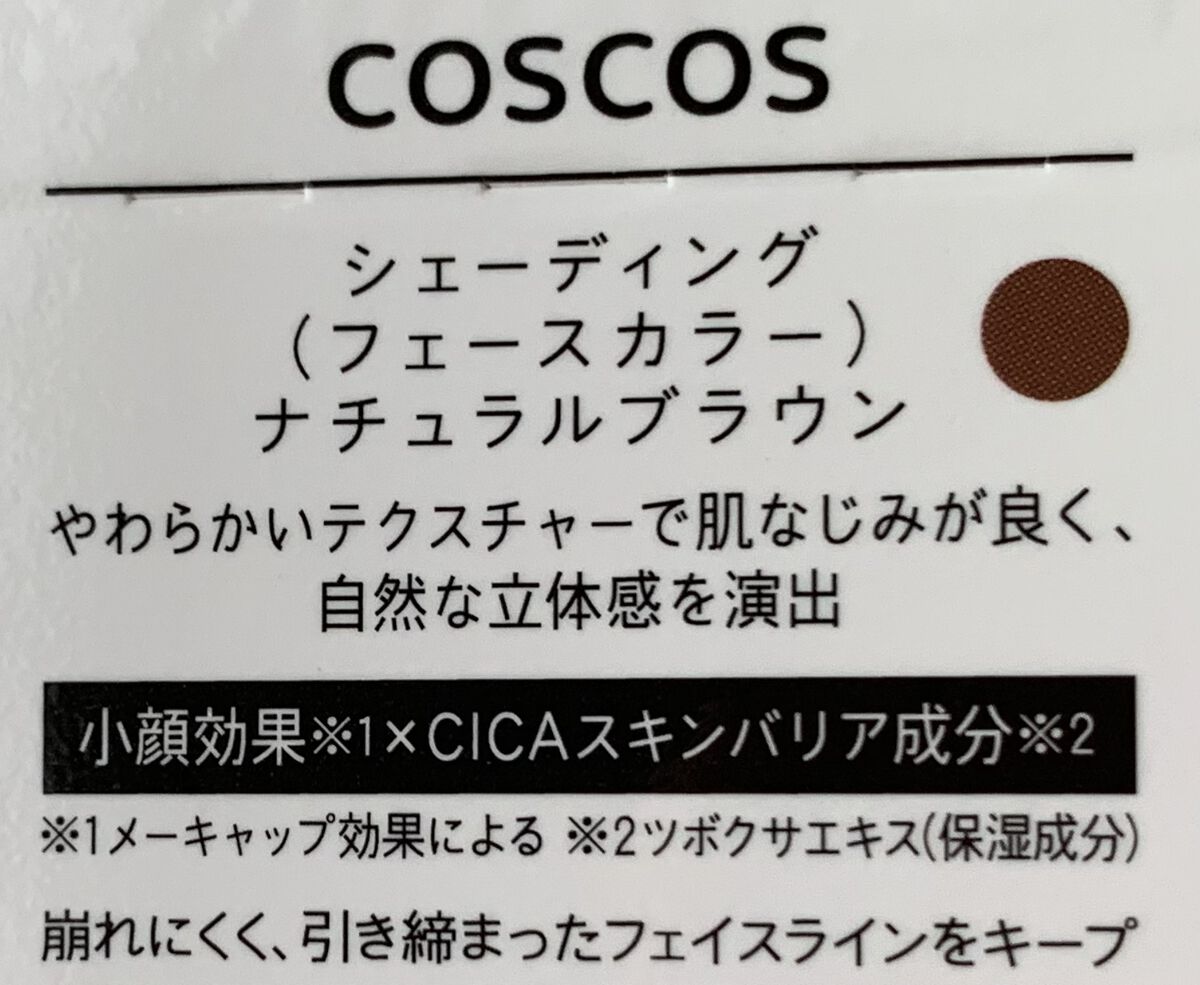 COSCOS
シェーディング
(フェースカラー)
ナチュラルブラウン
やわらかいテクスチャーで肌なじみが良く、
自然な立体感を演出
小顔効果※1×CICAスキンバリア成分※2
※1メーキャップ効果による ※2ツボクサエキス(保湿成分)
崩れにくく、引き締まったフェイスラインをキープ